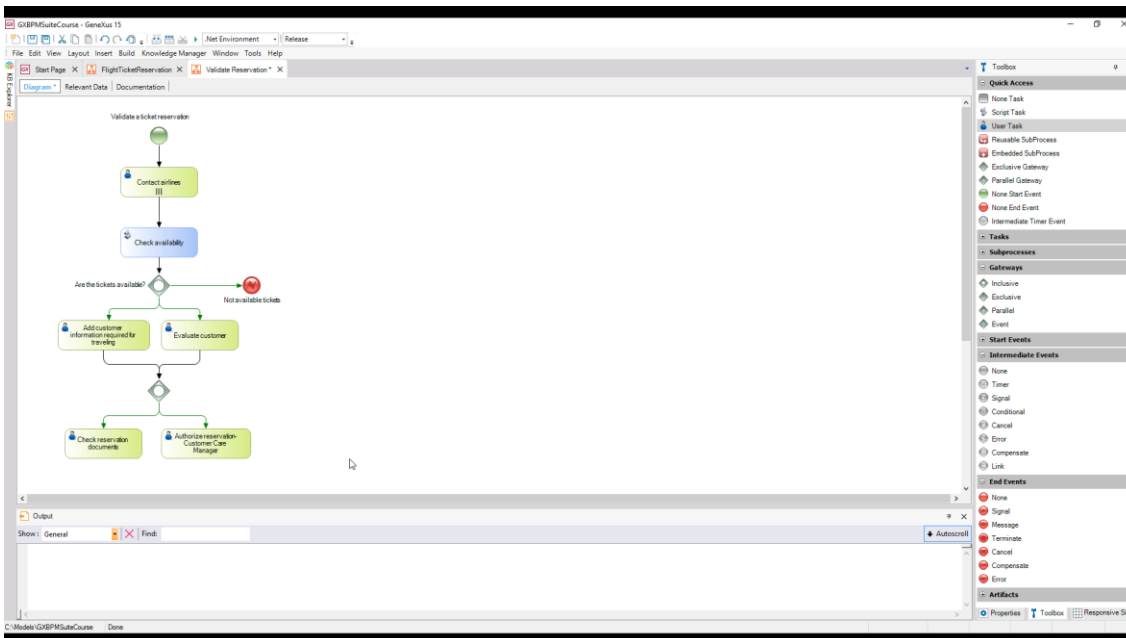 GX GXBPMSuiteCourse - GeneXus 15
.Net Environment Release
File Edit View Layout Insert Build Knowledge Manager Window Tools Help
GX Start Page X FlightTicketReservation X Validate Reservation * X
Diagram * Relevant Data Documentation
KB Explorer
Validate a ticket reservation
Contact airlines
Check availability
Are the tickets available?
Not available tickets
Add customer
information required for
traveling
Evaluate customer
Check reservation
documents
Authorize reservation-
Customer Care
Manager
Toolbox
Quick Access
None Task
Script Task
User Task
Reusable SubProcess
Embedded SubProcess
Exclusive Gateway
Parallel Gateway
None Start Event
None End Event
Intermediate Timer Event
Tasks
Subprocesses
Gateways
Inclusive
Exclusive
Parallel
Event
Start Events
Intermediate Events
None
Timer
Signal
Conditional
Cancel
Error
Compensate
Link
End Events
None
Signal
Message
Terminate
Cancel
Compensate
Error
Artifacts
Properties Toolbox Responsive Si
Output
Show: General Find: Autoscroll
C:\Models\GXBPMSuiteCourse Done